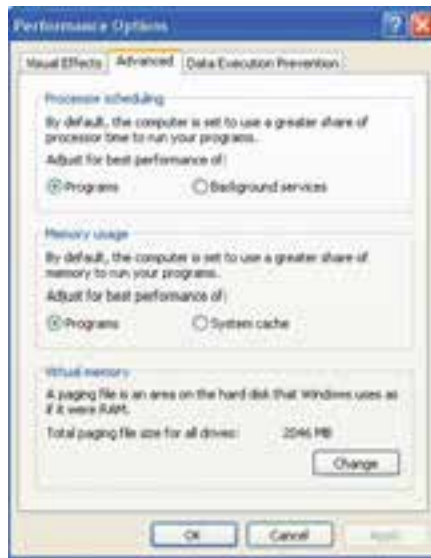 Performance Options
Visual Effects Advanced Data Execution Prevention
Processor scheduling
By default, the computer is set to use a greater share of
processor time to run your programs.
Adjust for best performance of:
Programs Background services
Memory usage
By default, the computer is set to use a greater share of
memory to run your programs.
Adjust for best performance of:
Programs System cache
Virtual memory
A paging file is an area on the hard disk that Windows uses as
if it were RAM.
Total paging file size for all drives: 2046 MB
Change
OK Cancel Apply